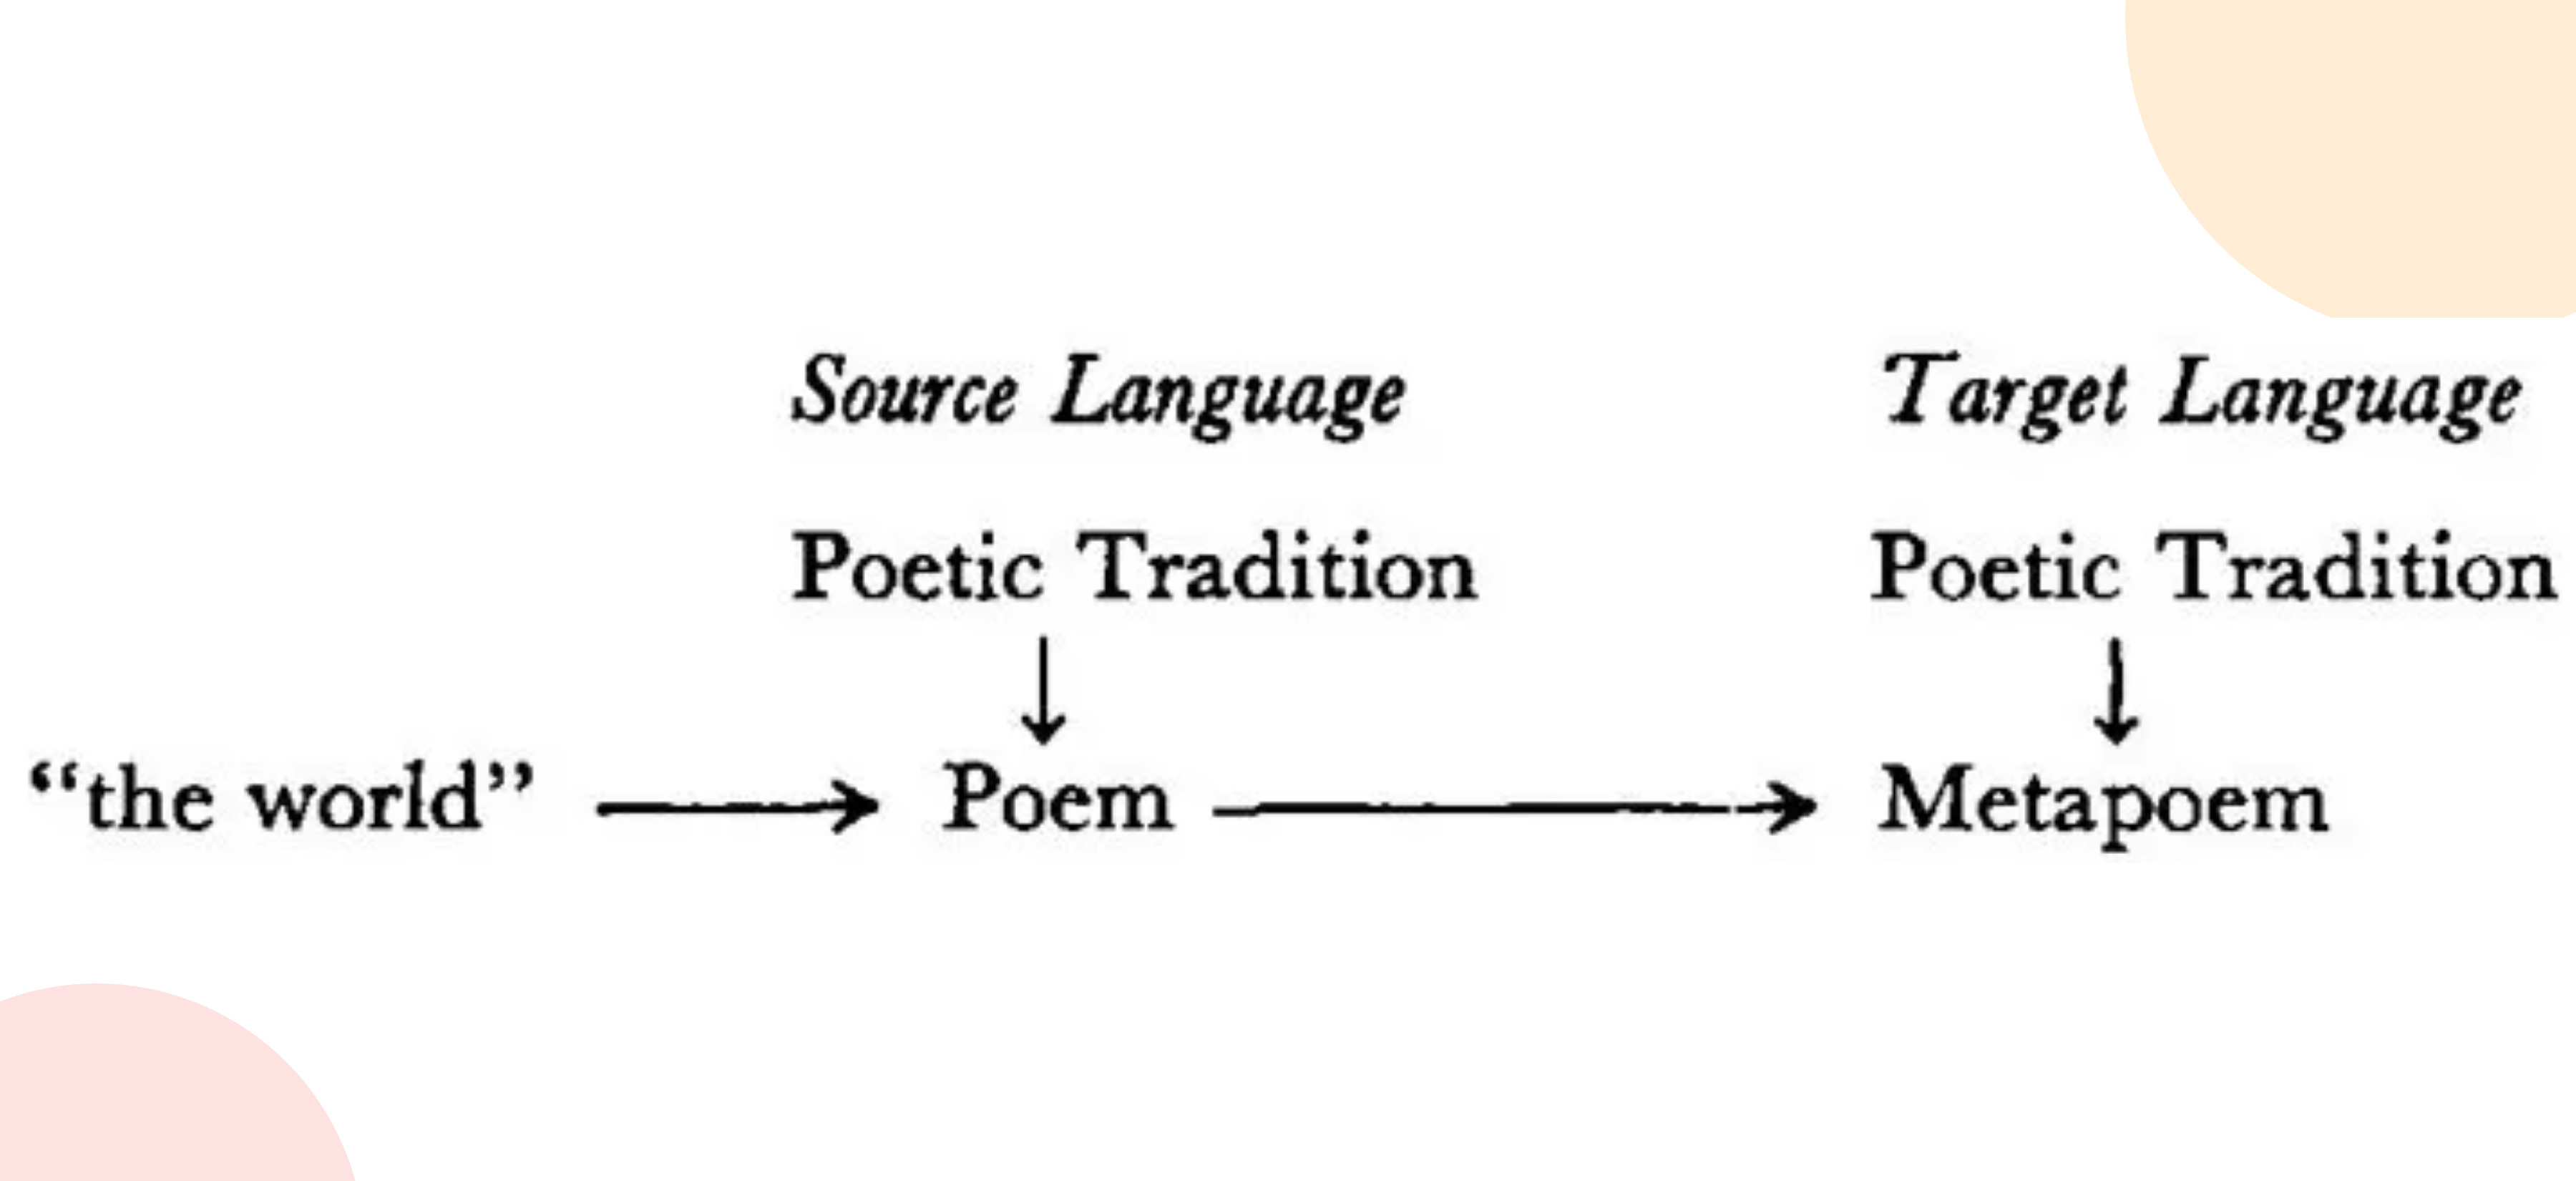 Source Language Target Language
Poetic Tradition Poetic Tradition
“the world” Poem Metapoem